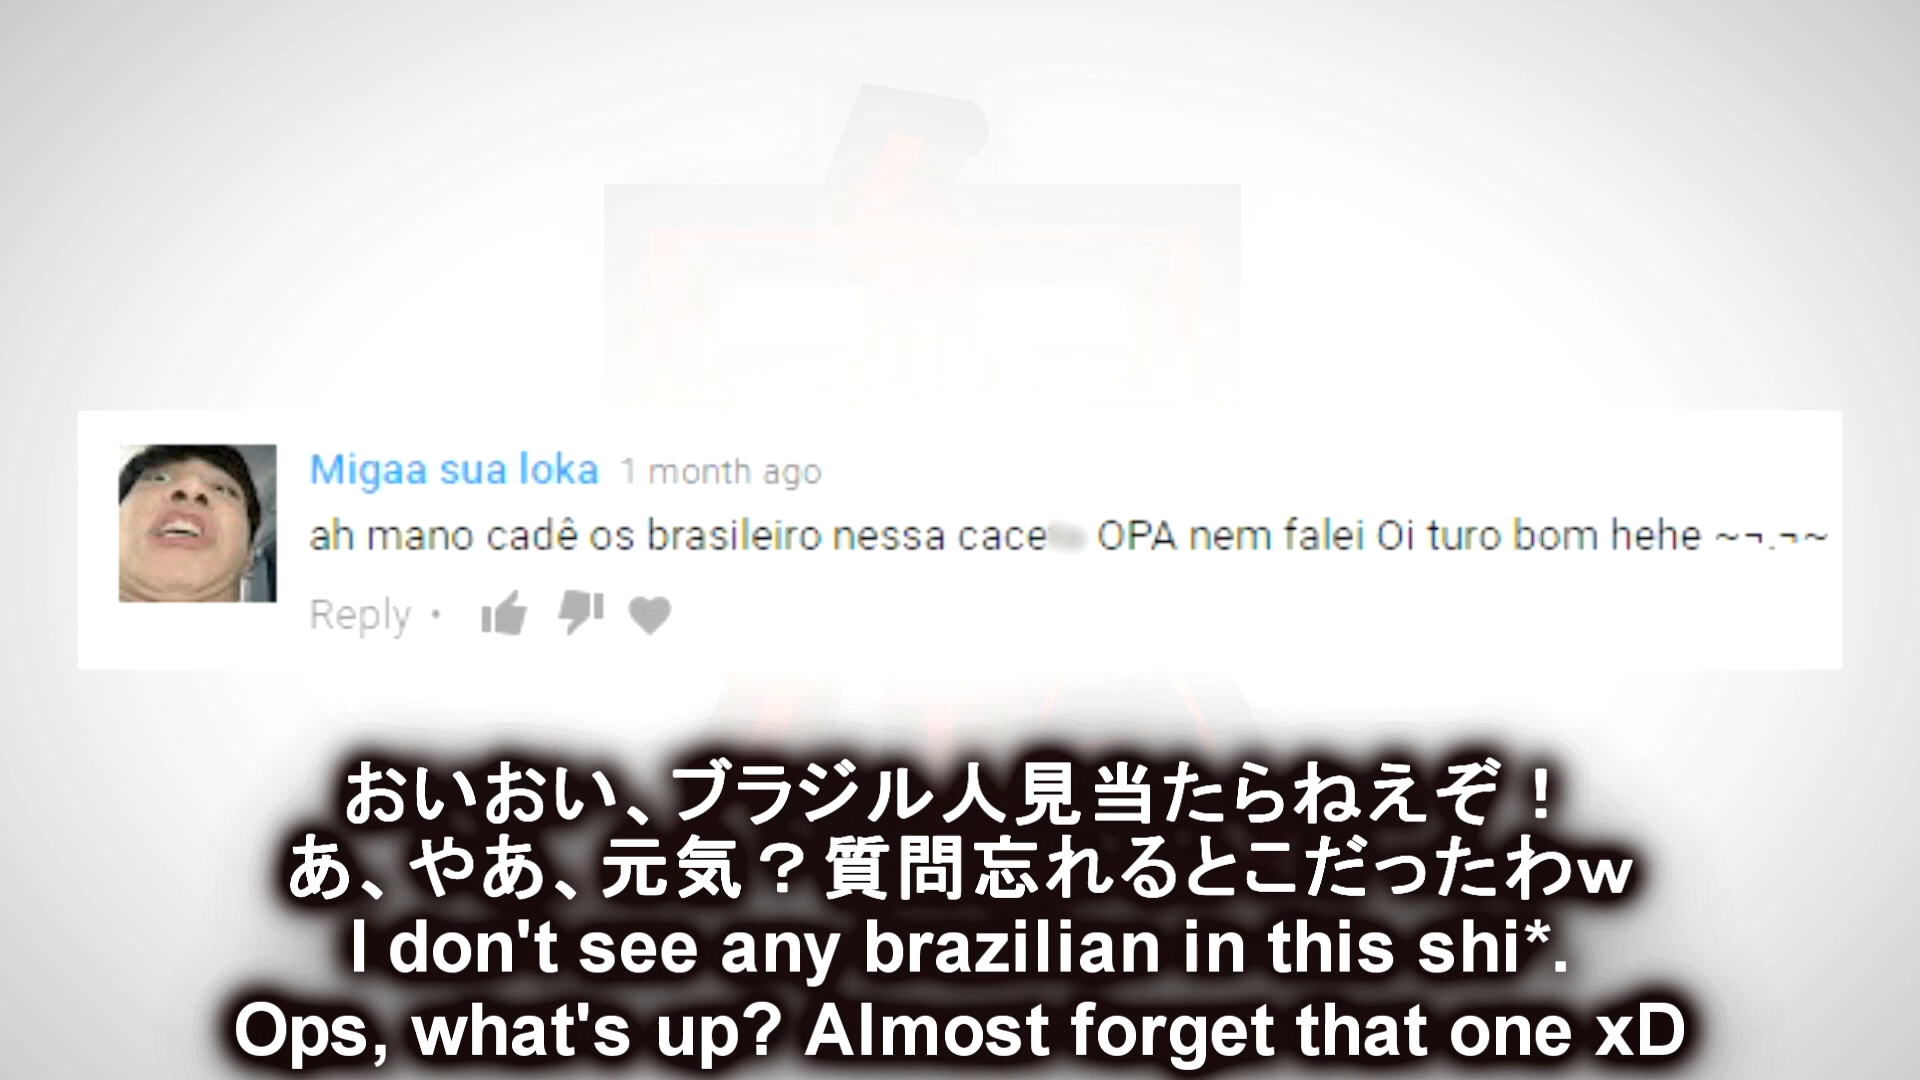 Migaa sua loka 1 month ago
ah mano cadê os brasileiro nessa cace OPA nem falei Oi turo bom hehe ~¬.¬~
Reply •
おいおい、ブラジル人見当たらねえぞ！
あ、やあ、元気？質問忘れるとこだったわw
I don't see any brazilian in this shi*.
Ops, what's up? Almost forget that one xD